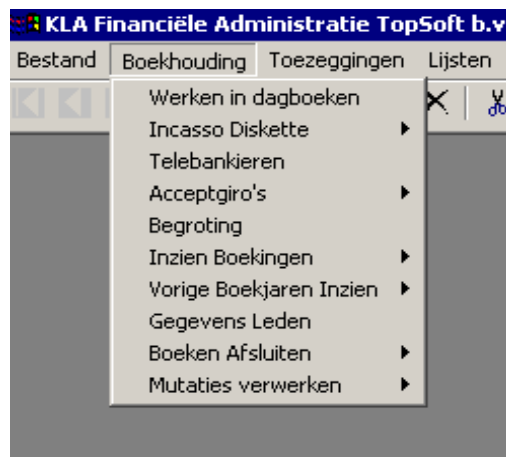 KLA Financiële Administratie TopSoft b.v
Bestand Boekhouding Toezeggingen Lijsten
Werken in dagboeken
Incasso Diskette
Telebankieren
Acceptgiro's
Begroting
Inzien Boekingen
Vorige Boekjaren Inzien
Gegevens Leden
Boeken Afsluiten
Mutaties verwerken